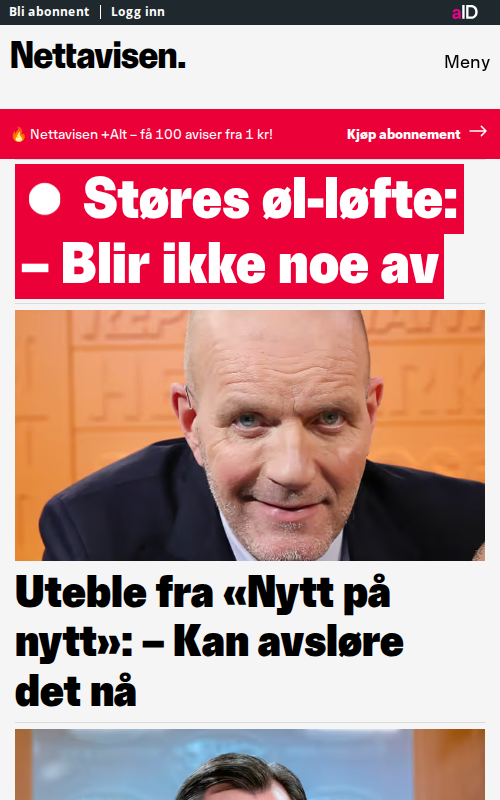 Bli abonnent | Logg inn
aID
Nettavisen.
Meny
🔥 Nettavisen +Alt – få 100 aviser fra 1 kr!
Kjøp abonnement →
Støres øl-løfte:
– Blir ikke noe av
Uteble fra «Nytt på
nytt»: – Kan avsløre
det nå